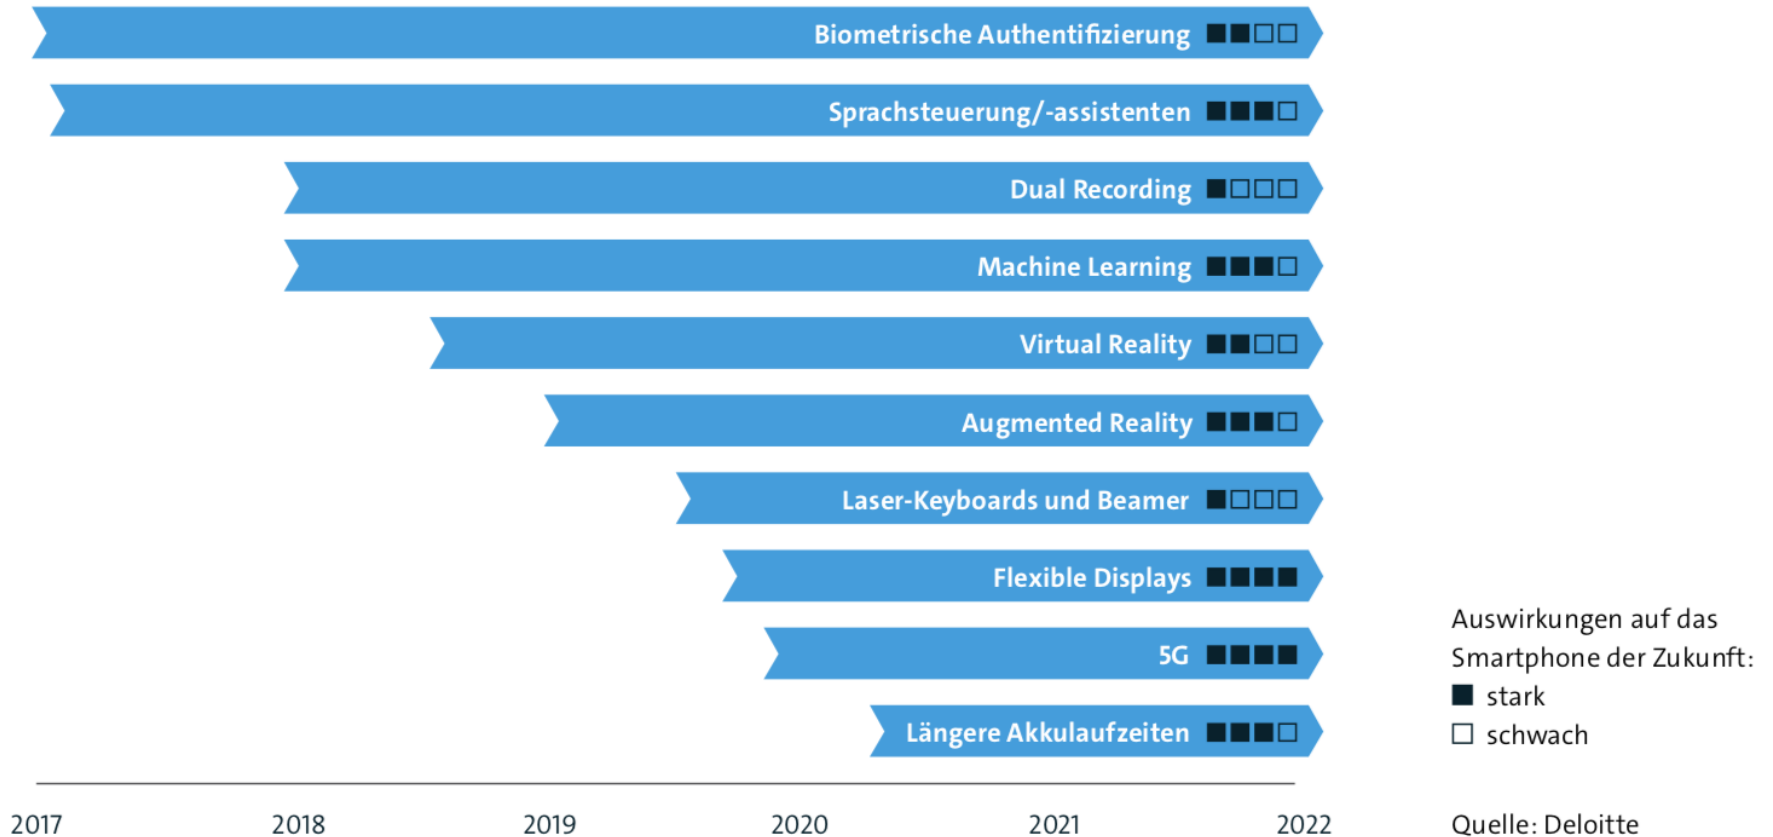 Biometrische Authentifizierung
Sprachsteuerung/-assistenten
Dual Recording
Machine Learning
Virtual Reality
Augmented Reality
Laser-Keyboards und Beamer
Flexible Displays
5G
Längere Akkulaufzeiten
Auswirkungen auf das
Smartphone der Zukunft:
stark
schwach
2017 2018 2019 2020 2021 2022
Quelle: Deloitte